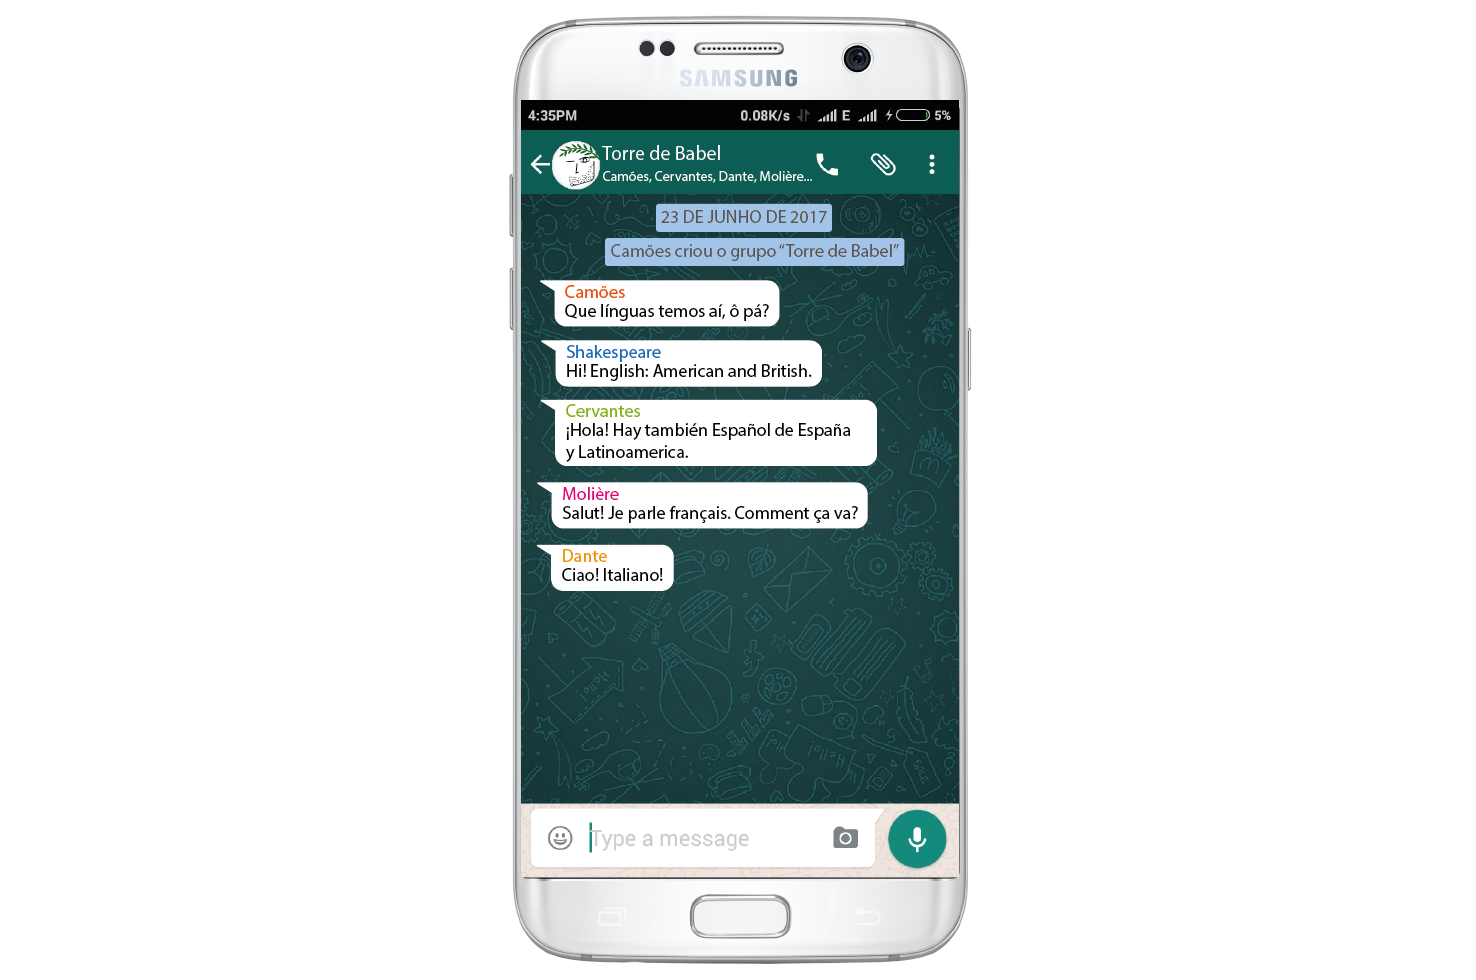 SAMSUNG
4:35PM 0.08K/s E 5%
Torre de Babel
Camões, Cervantes, Dante, Molière...
23 DE JUNHO DE 2017
Camões criou o grupo “Torre de Babel”
Camões
Que línguas temos aí, ô pá?
Shakespeare
Hi! English: American and British.
Cervantes
¡Hola! Hay también Español de España
y Latinoamerica.
Molière
Salut! Je parle français. Comment ça va?
Dante
Ciao! Italiano!
Hello!
SALE
Type a message